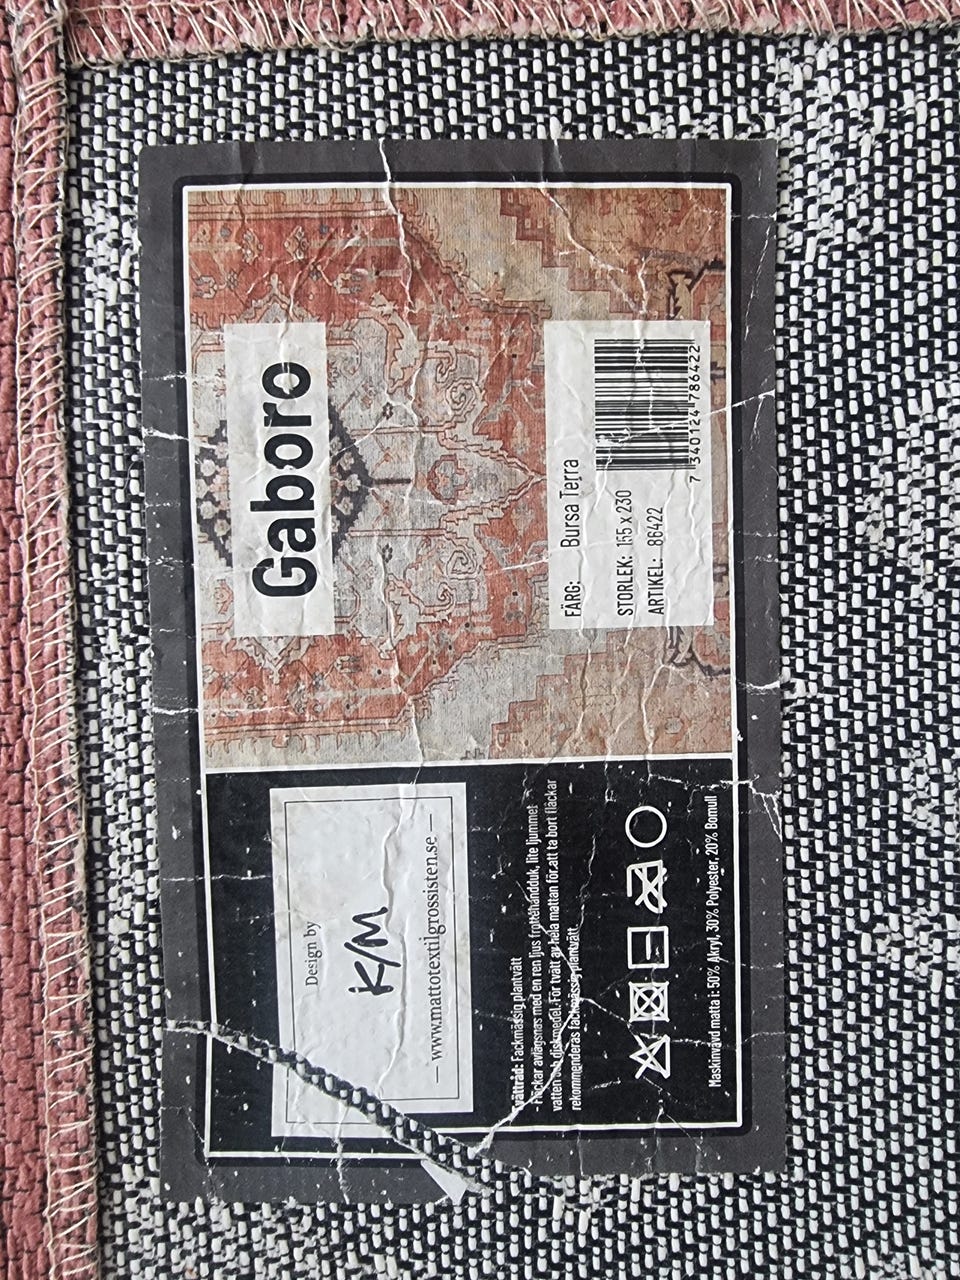 Gaboro
FÄRG: Bursa Terra
STORLEK: 155 x 230
ARTIKEL: 86422
7 340124 786422
Design by
K/M
— www.mattotextilgrossisten.se —
Tvättråd: Fackmässig plantvätt
- Fläckar avlägsnas med en ren ljus frottéhandduk, lite ljummet
vatten och diskmedel. För tvätt av hela mattan för att ta bort fläckar
rekommenderas fackmässig plantvätt.
Maskinvävd matta i: 50% Akryl, 30% Polyester, 20% Bomull